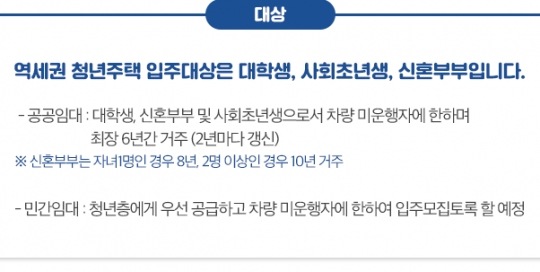 대상
역세권 청년주택 입주대상은 대학생, 사회초년생, 신혼부부입니다.
- 공공임대 : 대학생, 신혼부부 및 사회초년생으로서 차량 미운행자에 한하며
최장 6년간 거주 (2년마다 갱신)
※ 신혼부부는 자녀1명인 경우 8년, 2명 이상인 경우 10년 거주
- 민간임대 : 청년층에게 우선 공급하고 차량 미운행자에 한하여 입주모집토록 할 예정